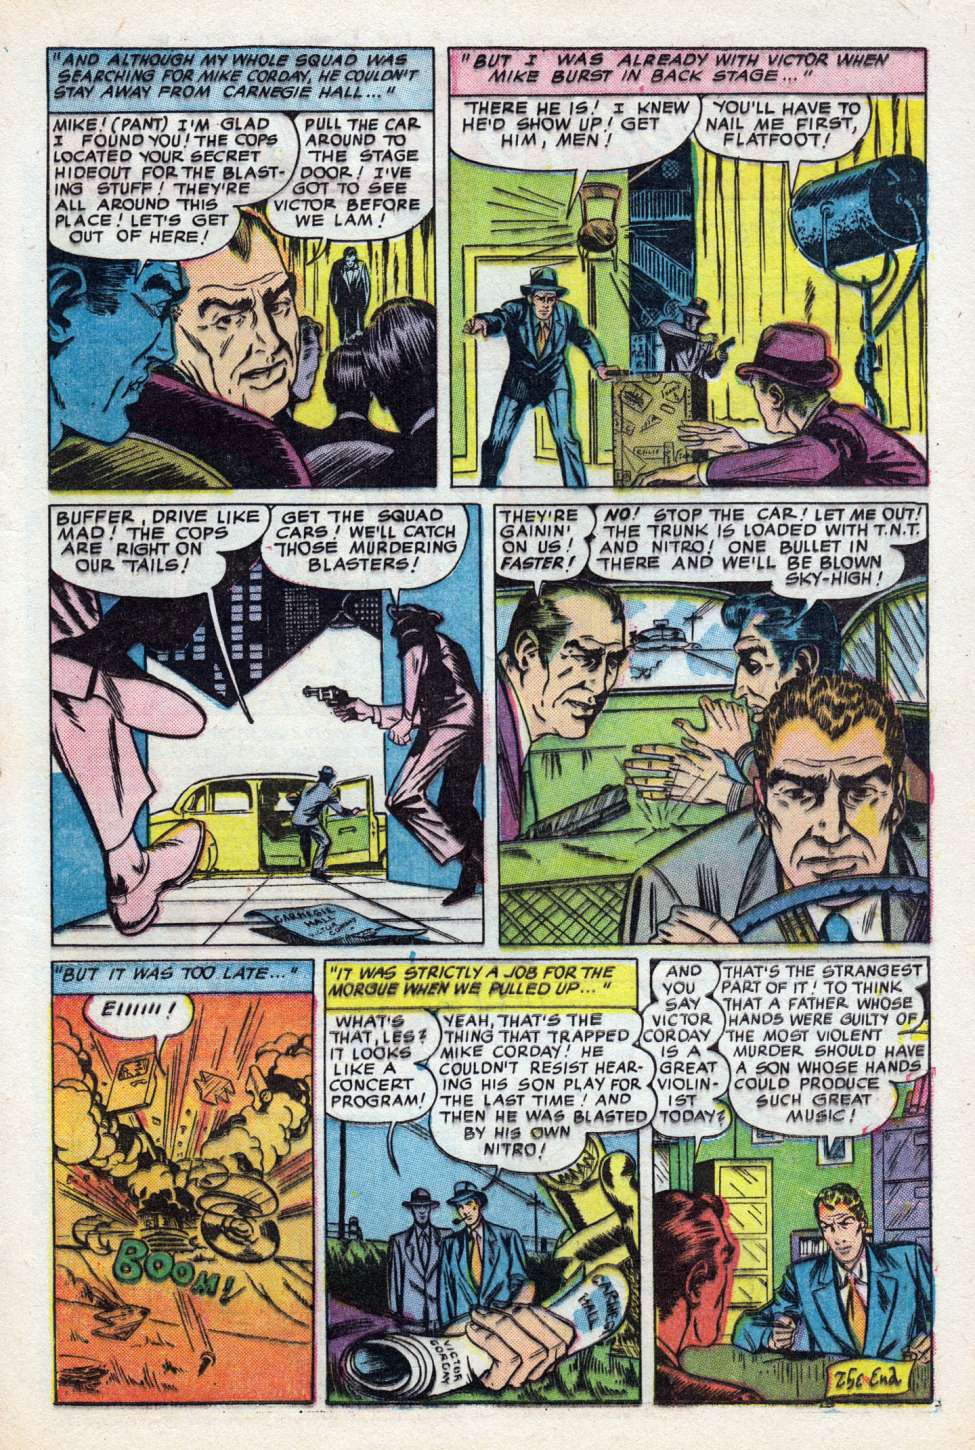 "AND ALTHOUGH MY WHOLE SQUAD WAS
SEARCHING FOR MIKE CORDAY, HE COULDN'T
STAY AWAY FROM CARNEGIE HALL..."
MIKE! (PANT) I'M GLAD
I FOUND YOU! THE COPS
LOCATED YOUR SECRET
HIDEOUT FOR THE BLAST-
ING STUFF! THEY'RE
ALL AROUND THIS
PLACE! LET'S GET
OUT OF HERE!
PULL THE CAR
AROUND TO
THE STAGE
DOOR! I'VE
GOT TO SEE
VICTOR BEFORE
WE LAM!
"BUT I WAS ALREADY WITH VICTOR WHEN
MIKE BURST IN BACK STAGE..."
THERE HE IS! I KNEW
HE'D SHOW UP! GET
HIM, MEN!
YOU'LL HAVE TO
NAIL ME FIRST,
FLATFOOT!
BUFFER, DRIVE LIKE
MAD! THE COPS
ARE RIGHT ON
OUR TAILS!
GET THE SQUAD
CARS! WE'LL CATCH
THOSE MURDERING
BLASTERS!
CARNEGIE
HALL
VICTOR
CORDAY
THEY'RE
GAININ'
ON US!
FASTER!
NO! STOP THE CAR! LET ME OUT!
THE TRUNK IS LOADED WITH T.N.T.
AND NITRO! ONE BULLET IN
THERE AND WE'LL BE BLOWN
SKY-HIGH!
"BUT IT WAS TOO LATE..."
EIIIIII!
BOOM!
"IT WAS STRICTLY A JOB FOR THE
MORGUE WHEN WE PULLED UP..."
WHAT'S
THAT, LES?
IT LOOKS
LIKE A
CONCERT
PROGRAM!
YEAH, THAT'S THE
THING THAT TRAPPED
MIKE CORDAY! HE
COULDN'T RESIST HEAR-
ING HIS SON PLAY FOR
THE LAST TIME! AND
THEN HE WAS BLASTED
BY HIS OWN
NITRO!
CARNEGIE
HALL
VICTOR
CORDAY
AND
YOU
SAY
VICTOR
CORDAY
IS A
GREAT
VIOLIN-
IST
TODAY?
THAT'S THE STRANGEST
PART OF IT! TO THINK
THAT A FATHER WHOSE
HANDS WERE GUILTY OF
THE MOST VIOLENT
MURDER SHOULD HAVE
A SON WHOSE HANDS
COULD PRODUCE
SUCH GREAT
MUSIC!
The End